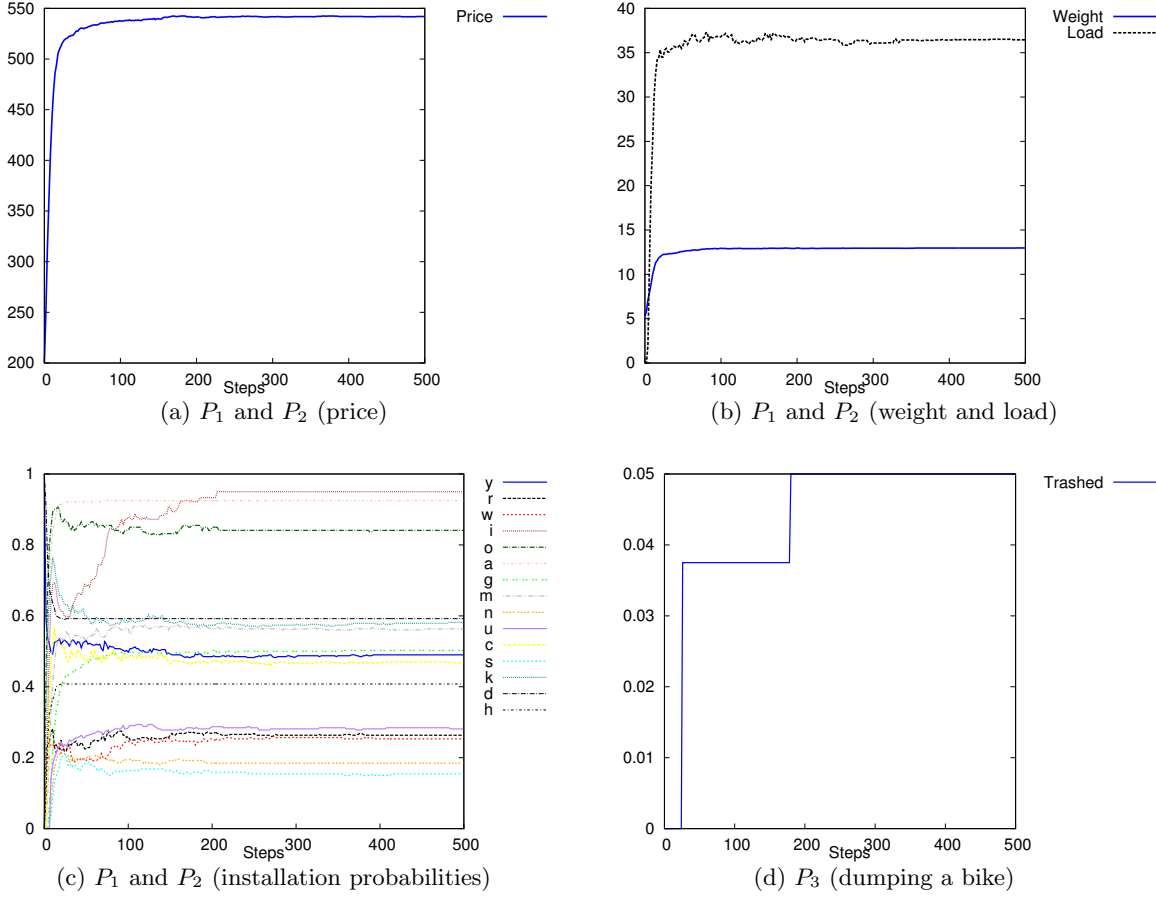 550
500
450
400
350
300
250
200
0 100 200 300 400 500
Steps
Price
(a) P₁ and P₂ (price)
40
35
30
25
20
15
10
5
0
0 100 200 300 400 500
Steps
Weight
Load
(b) P₁ and P₂ (weight and load)
1
0.8
0.6
0.4
0.2
0
0 100 200 300 400 500
Steps
y
r
w
i
o
a
g
m
n
u
c
s
k
d
h
(c) P₁ and P₂ (installation probabilities)
0.05
0.04
0.03
0.02
0.01
0
0 100 200 300 400 500
Steps
Trashed
(d) P₃ (dumping a bike)